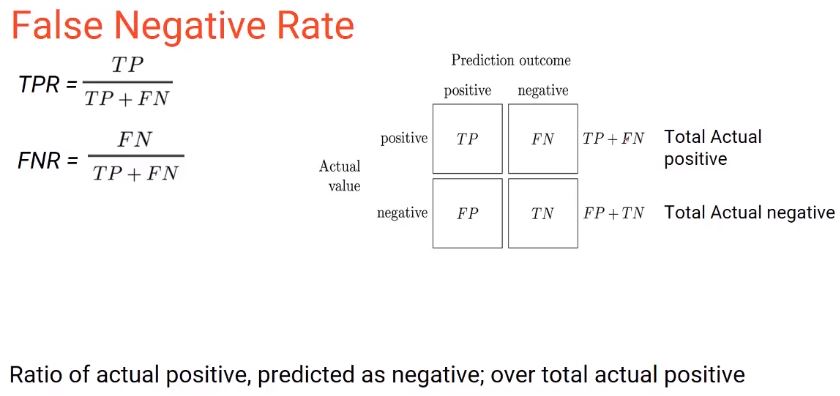 False Negative Rate
TPR = TP / TP + FN
FNR = FN / TP + FN
Prediction outcome
positive negative
positive TP FN TP + FN Total Actual positive
Actual value
negative FP TN FP + TN Total Actual negative
Ratio of actual positive, predicted as negative; over total actual positive